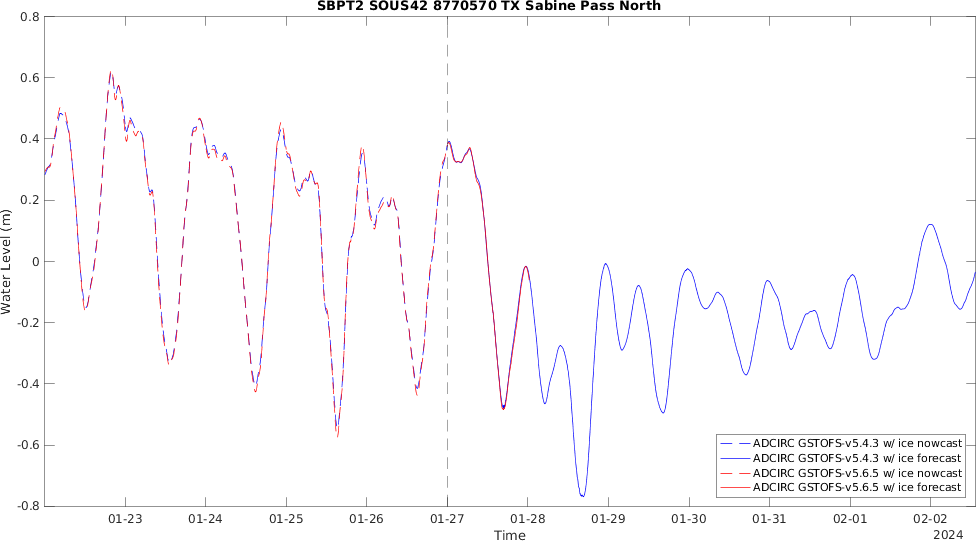 SBPT2 SOUS42 8770570 TX Sabine Pass North
Water Level (m)
0.8
0.6
0.4
0.2
0
-0.2
-0.4
-0.6
-0.8
ADCIRC GSTOFS-v5.4.3 w/ ice nowcast
ADCIRC GSTOFS-v5.4.3 w/ ice forecast
ADCIRC GSTOFS-v5.6.5 w/ ice nowcast
ADCIRC GSTOFS-v5.6.5 w/ ice forecast
01-23 01-24 01-25 01-26 01-27 01-28 01-29 01-30 01-31 02-01 02-02
Time 2024